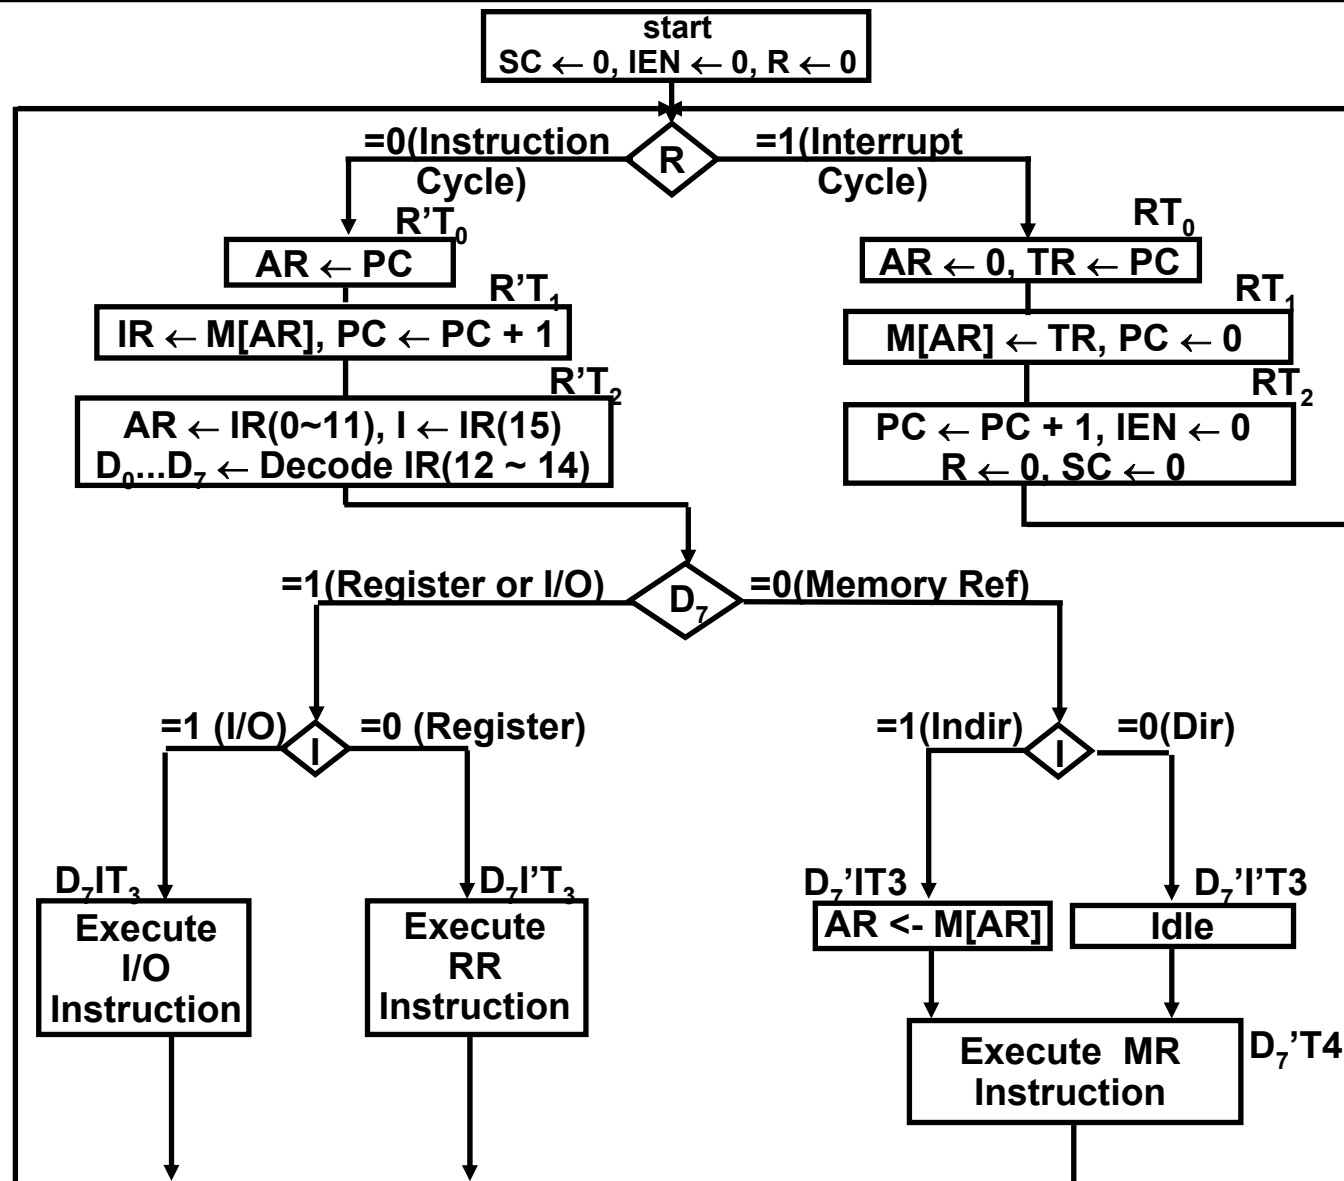 start
SC ← 0, IEN ← 0, R ← 0
=0(Instruction
Cycle)
R
=1(Interrupt
Cycle)
R'T₀
AR ← PC
R'T₁
IR ← M[AR], PC ← PC + 1
R'T₂
AR ← IR(0~11), I ← IR(15)
D₀...D₇ ← Decode IR(12 ~ 14)
RT₀
AR ← 0, TR ← PC
RT₁
M[AR] ← TR, PC ← 0
RT₂
PC ← PC + 1, IEN ← 0
R ← 0, SC ← 0
=1(Register or I/O)
D₇
=0(Memory Ref)
=1 (I/O)
I
=0 (Register)
=1(Indir)
I
=0(Dir)
D₇IT₃
Execute
I/O
Instruction
D₇I'T₃
Execute
RR
Instruction
D₇'IT3
AR <- M[AR]
D₇'I'T3
Idle
Execute MR
Instruction
D₇'T4